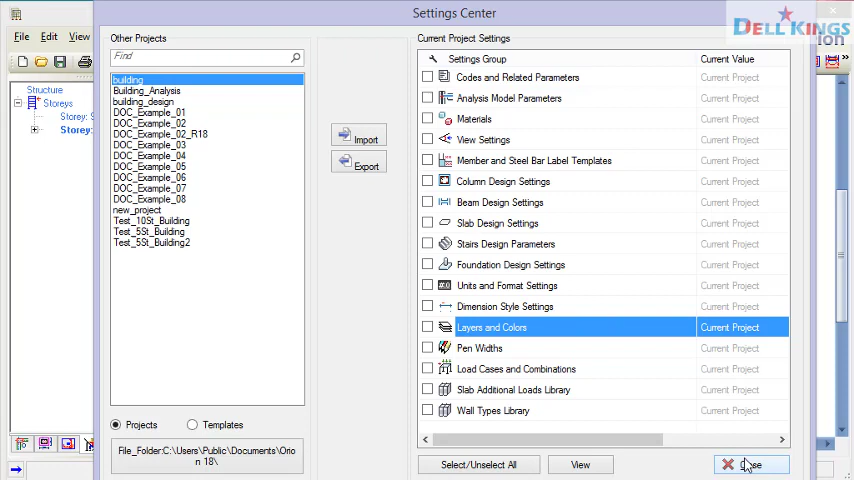 Settings Center
DELL KINGS
ion
File Edit View
Other Projects
Find
building
Building_Analysis
building_design
DOC_Example_01
DOC_Example_02
DOC_Example_02_R18
DOC_Example_03
DOC_Example_04
DOC_Example_05
DOC_Example_06
DOC_Example_07
DOC_Example_08
new_project
Test_10St_Building
Test_5St_Building
Test_5St_Building2
Projects
Templates
File_Folder:C:\Users\Public\Documents\Orio
n 18\
Import
Export
Current Project Settings
Settings Group Current Value
Codes and Related Parameters Current Project
Analysis Model Parameters Current Project
Materials Current Project
View Settings Current Project
Member and Steel Bar Label Templates Current Project
Column Design Settings Current Project
Beam Design Settings Current Project
Slab Design Settings Current Project
Stairs Design Parameters Current Project
Foundation Design Settings Current Project
Units and Format Settings Current Project
Dimension Style Settings Current Project
Layers and Colors Current Project
Pen Widths Current Project
Load Cases and Combinations Current Project
Slab Additional Loads Library Current Project
Wall Types Library Current Project
Select/Unselect All
View
Close
Structure
Storeys
Storey: S
Storey: